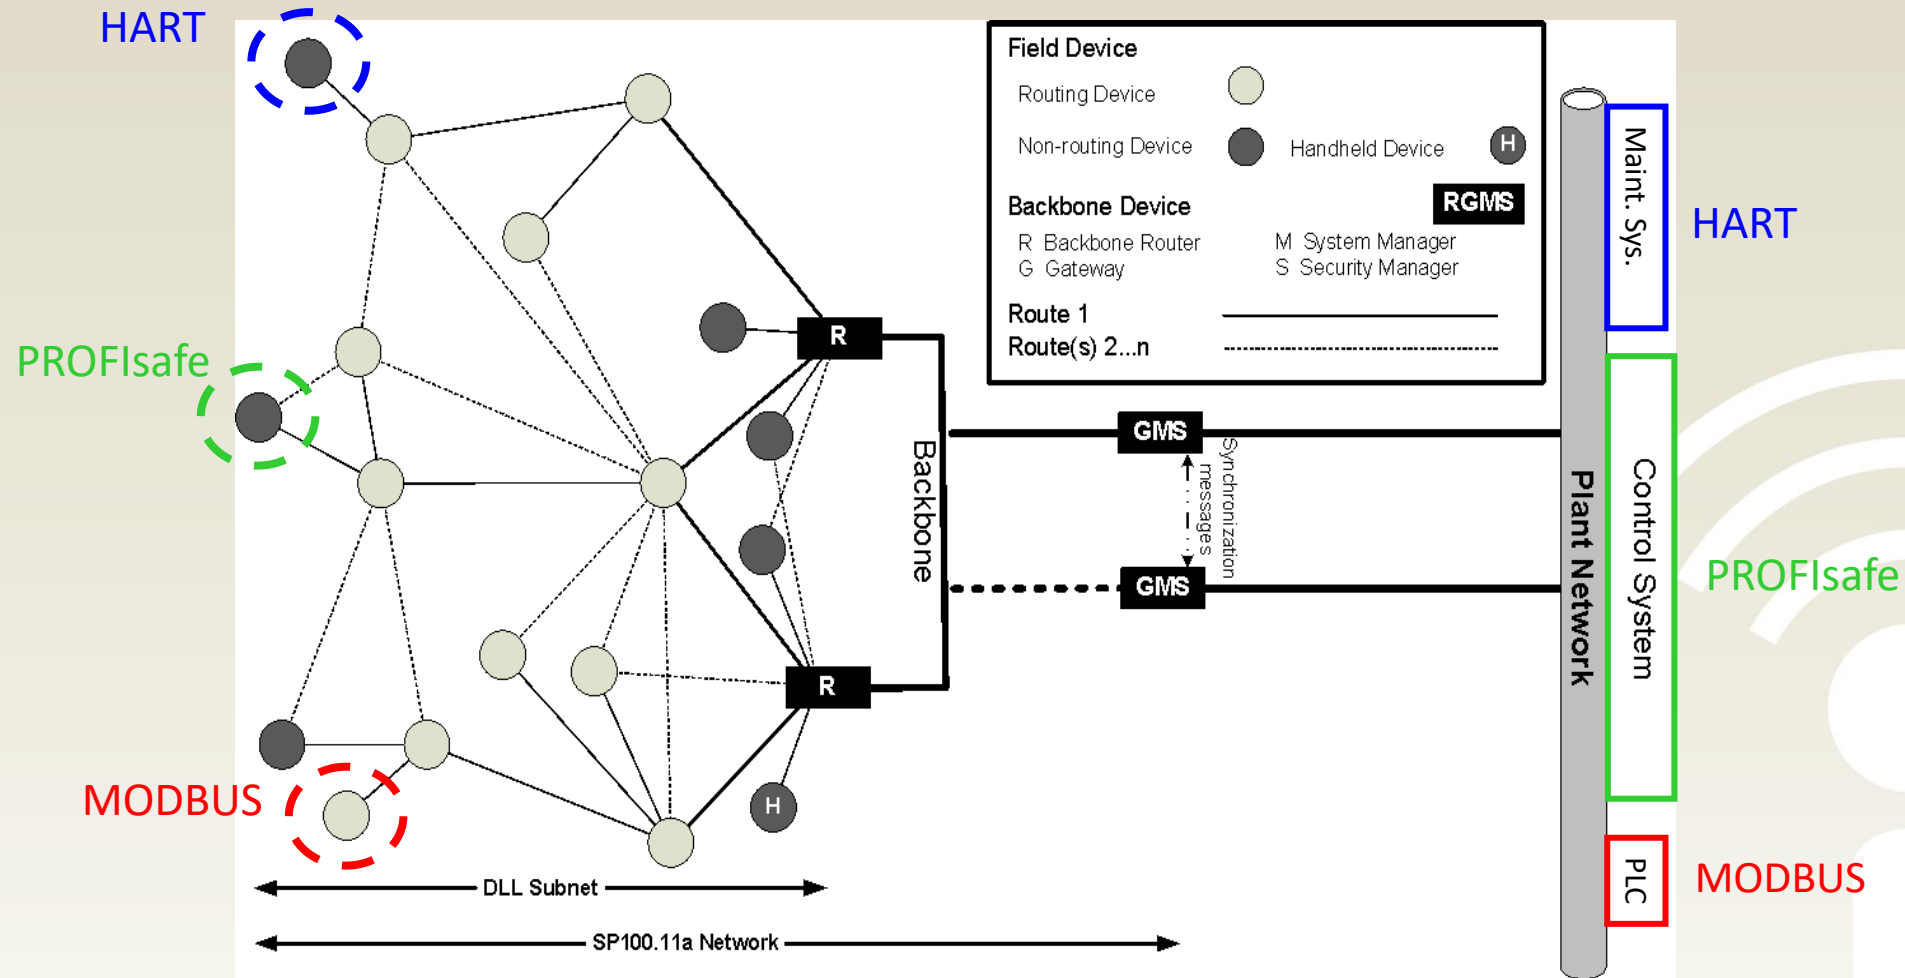 HART
Field Device
Routing Device
Non-routing Device
Handheld Device
H
Backbone Device
RGMS
R Backbone Router
M System Manager
G Gateway
S Security Manager
Route 1
Route(s) 2...n
Maint. Sys.
HART
PROFIsafe
R
Backbone
GMS
Synchronization
messages
GMS
Plant Network
Control System
PROFIsafe
R
MODBUS
H
PLC
MODBUS
DLL Subnet
SP100.11a Network